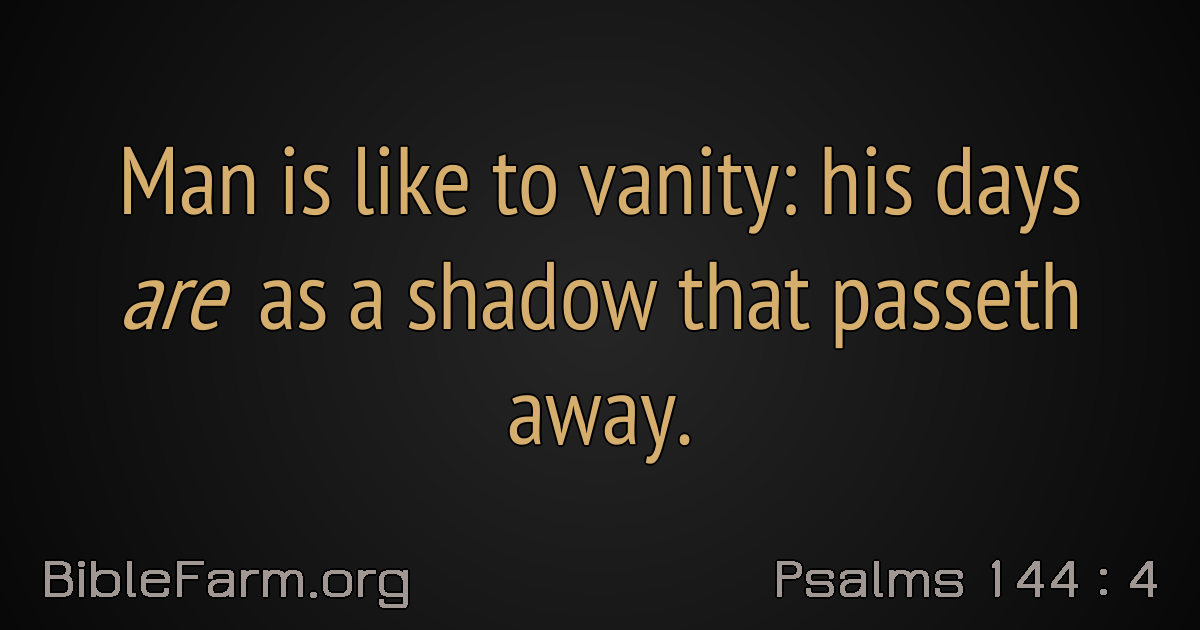 Man is like to vanity: his days
are as a shadow that passeth
away.
BibleFarm.org
Psalms 144 : 4